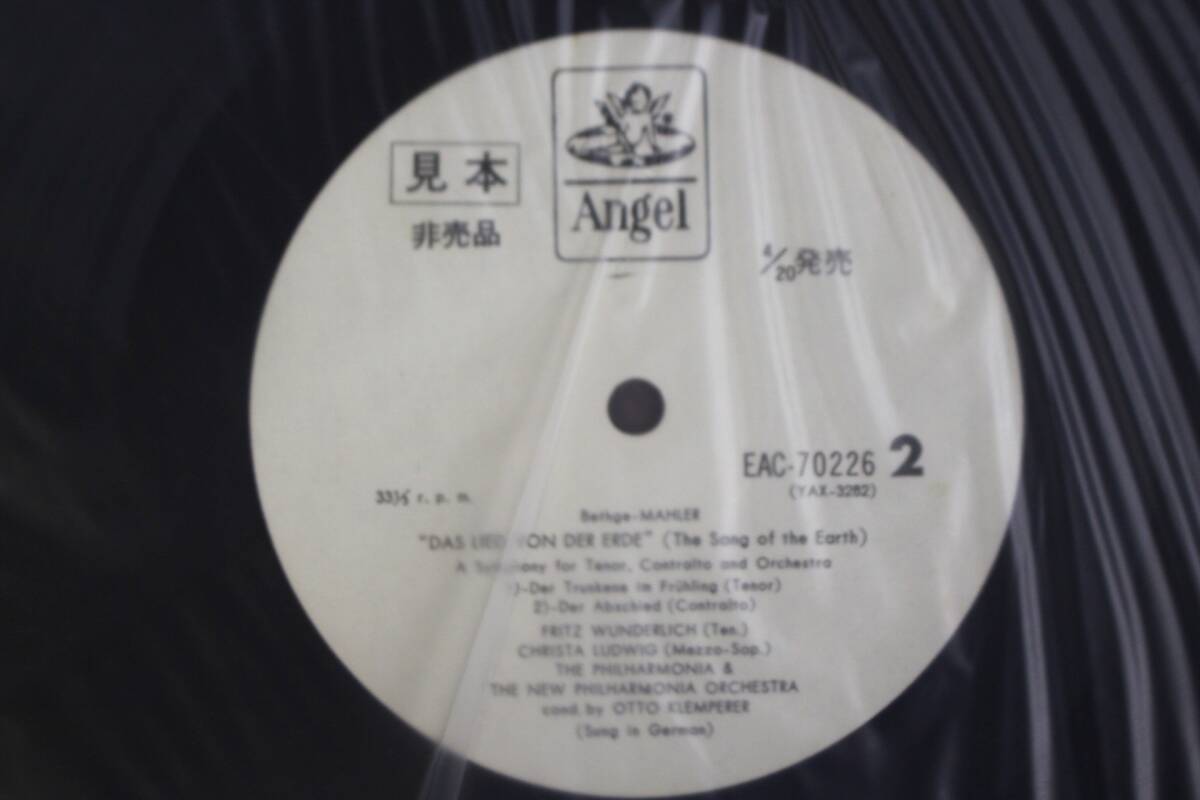 見本
非売品
Angel
4/20発売
EAC-70226 2
(YAX-3282)
33⅓ r. p. m.
Bethge-MAHLER
"DAS LIED VON DER ERDE" (The Song of the Earth)
A Symphony for Tenor, Contralto and Orchestra
1)-Der Trunkene im Frühling (Tenor)
2)-Der Abschied (Contralto)
FRITZ WUNDERLICH (Ten.)
CHRISTA LUDWIG (Mezzo-Sop.)
THE PHILHARMONIA &
THE NEW PHILHARMONIA ORCHESTRA
cond. by OTTO KLEMPERER
(Sung in German)